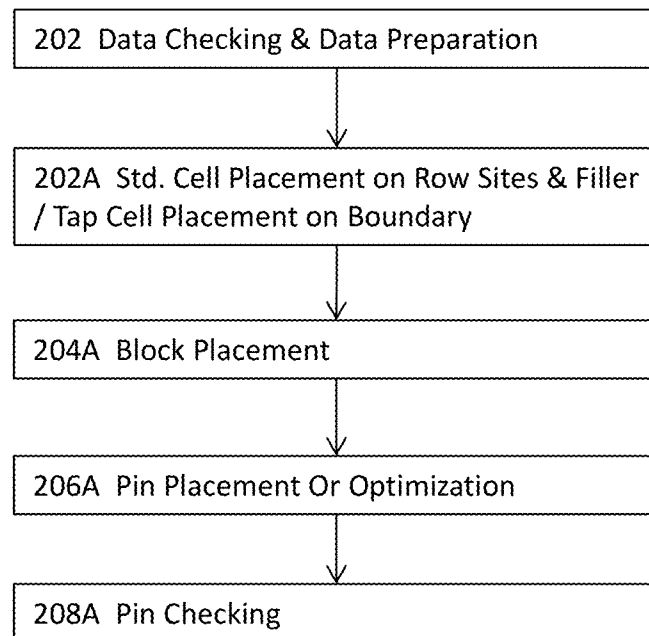 202 Data Checking & Data Preparation
202A Std. Cell Placement on Row Sites & Filler
/ Tap Cell Placement on Boundary
204A Block Placement
206A Pin Placement Or Optimization
208A Pin Checking